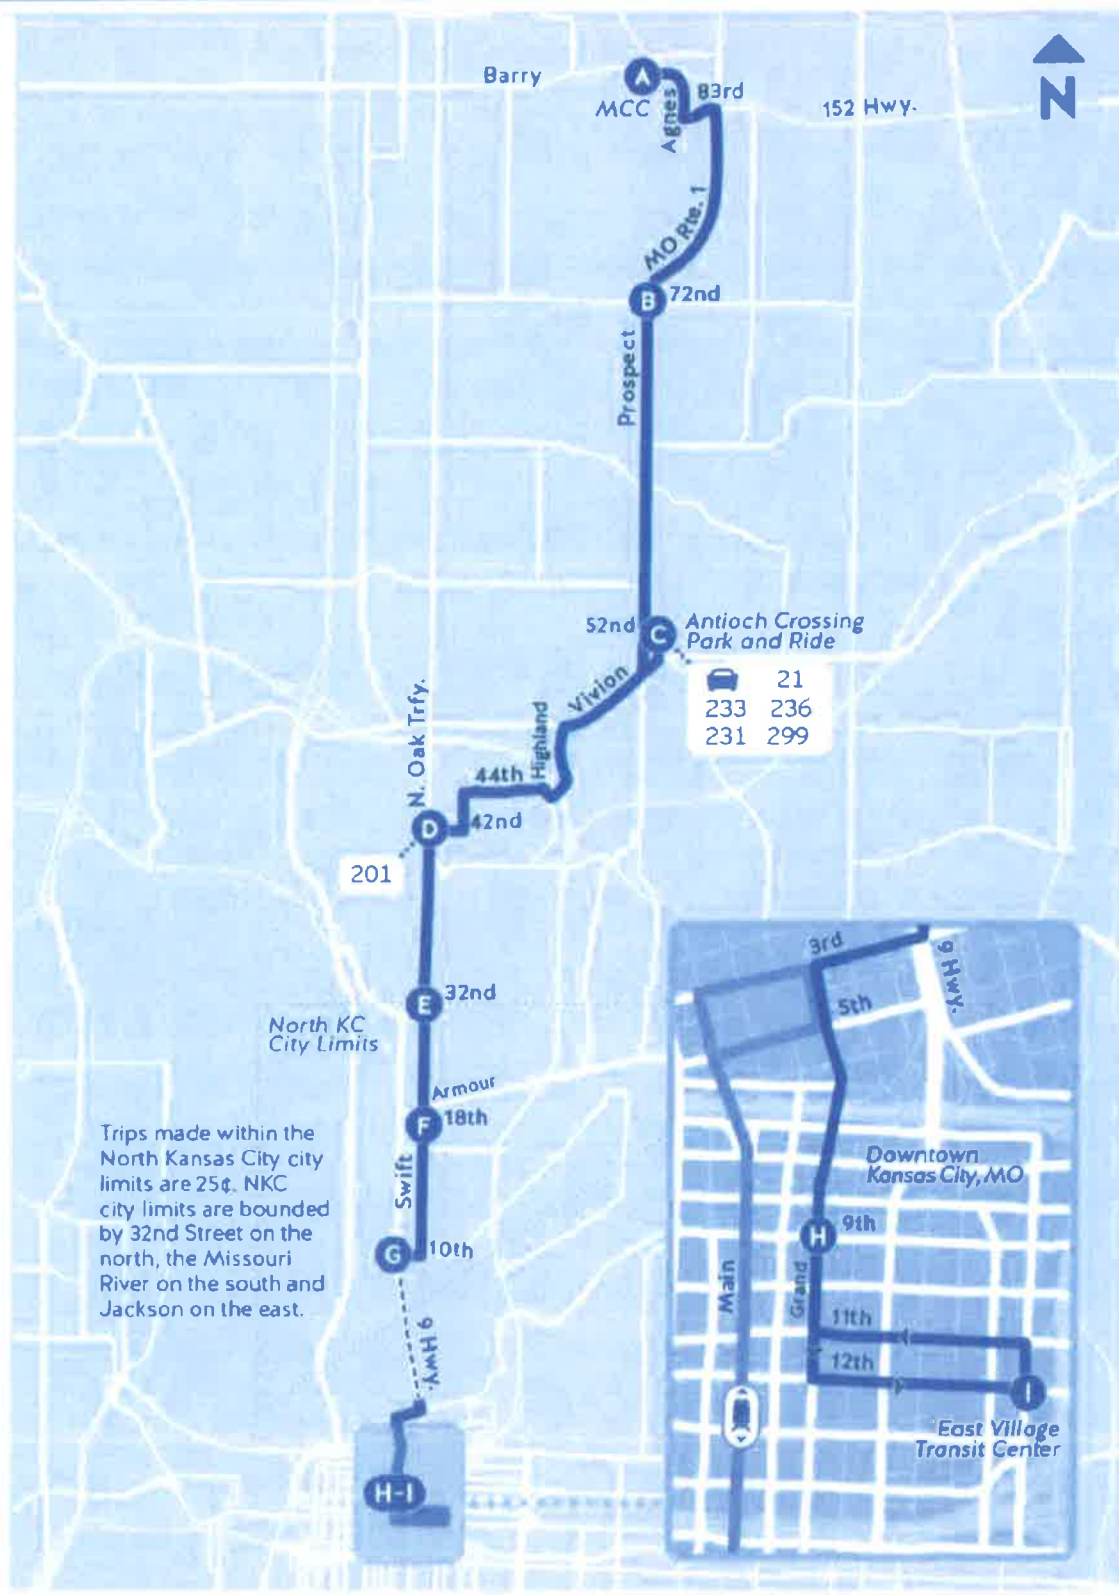 Barry
A
MCC
Agnes
83rd
152 Hwy.
N
MO Rte. 1
B
72nd
Prospect
52nd
C
Antioch Crossing
Park and Ride
21
233 236
231 299
Vivion
Highland
N. Oak Trfy.
44th
D
42nd
201
E
32nd
North KC
City Limits
Armour
F
18th
Swift
G
10th
9 Hwy.
H-I
Trips made within the
North Kansas City city
limits are 25¢. NKC
city limits are bounded
by 32nd Street on the
north, the Missouri
River on the south and
Jackson on the east.
3rd
9 Hwy.
5th
Downtown
Kansas City, MO
H
9th
Main
Grand
11th
12th
I
East Village
Transit Center